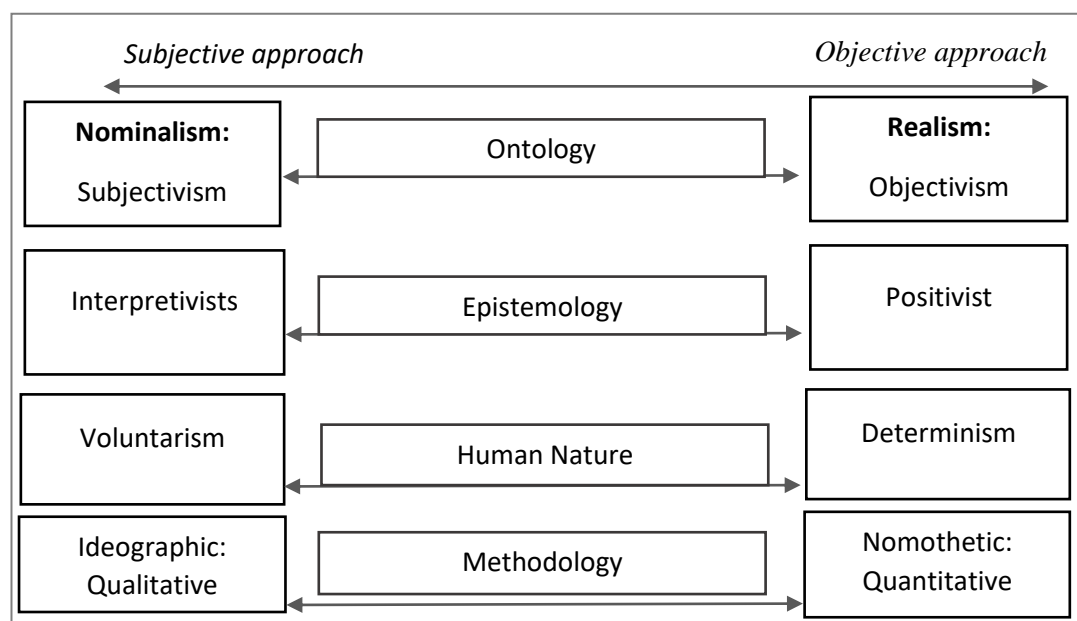 Subjective approach
Objective approach
Nominalism:
Subjectivism
Ontology
Realism:
Objectivism
Interpretivists
Epistemology
Positivist
Voluntarism
Human Nature
Determinism
Ideographic:
Qualitative
Methodology
Nomothetic:
Quantitative